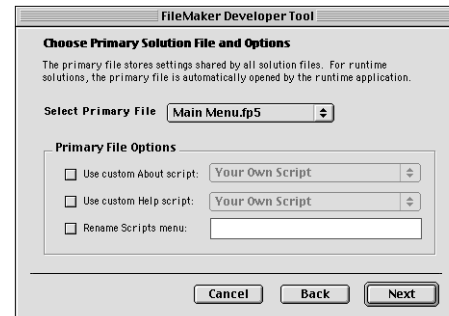 FileMaker Developer Tool
Choose Primary Solution File and Options
The primary file stores settings shared by all solution files. For runtime
solutions, the primary file is automatically opened by the runtime application.
Select Primary File Main Menu.fp5
Primary File Options
Use custom About script: Your Own Script
Use custom Help script: Your Own Script
Rename Scripts menu:
Cancel Back Next